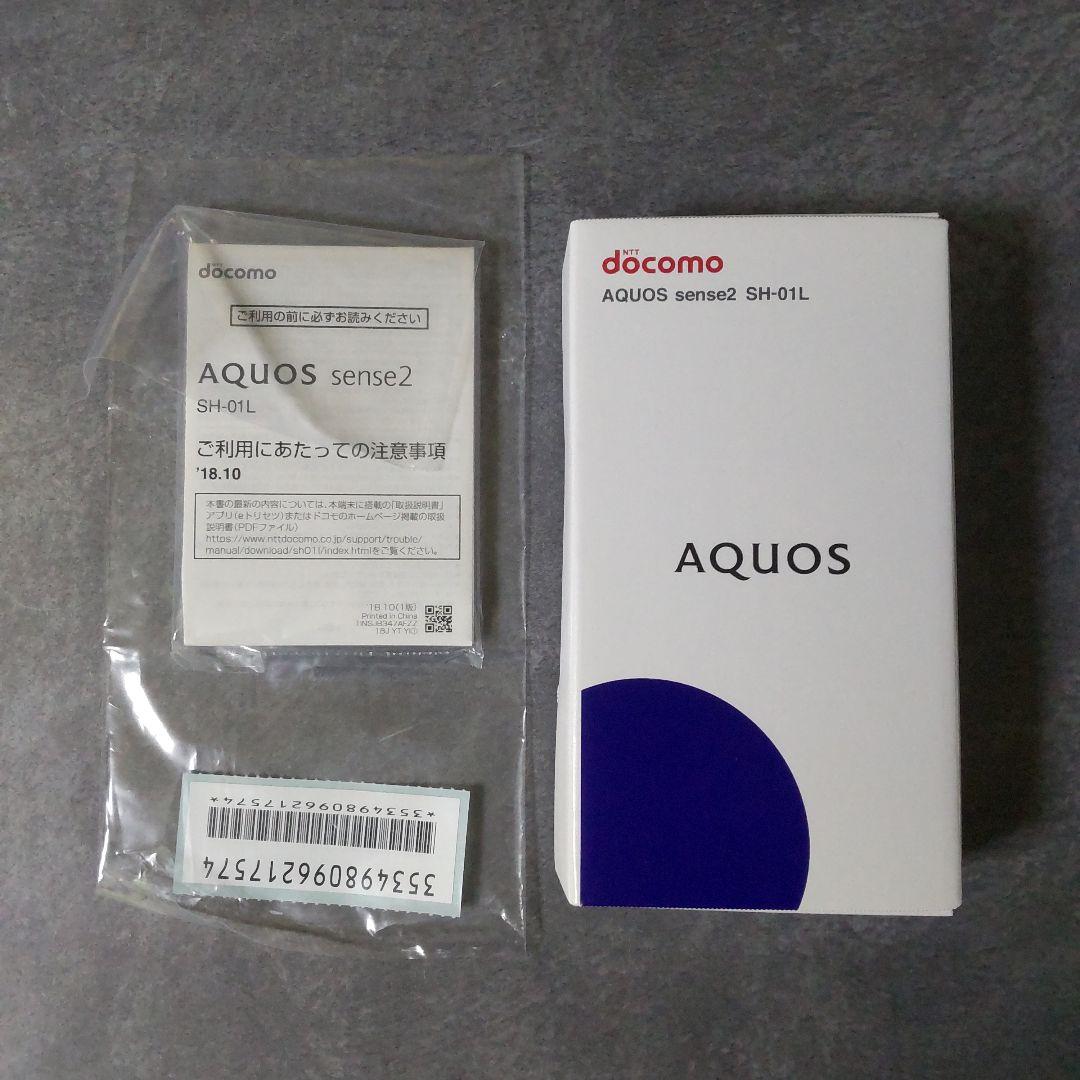 NTT
docomo
ご利用の前に必ずお読みください
AQUOS sense2
SH-01L
ご利用にあたっての注意事項
'18.10
本書の最新の内容については、本端末に搭載の「取扱説明書」
アプリ(eトリセツ)またはドコモのホームページ掲載の取扱
説明書(PDFファイル)
https://www.nttdocomo.co.jp/support/trouble/
manual/download/sh01l/index.htmlをご覧ください。
'18.10(1版)
Printed in China
18J YT YI①
353498096217574
*353498096217574*
NTT
docomo
AQUOS sense2 SH-01L
AQUOS